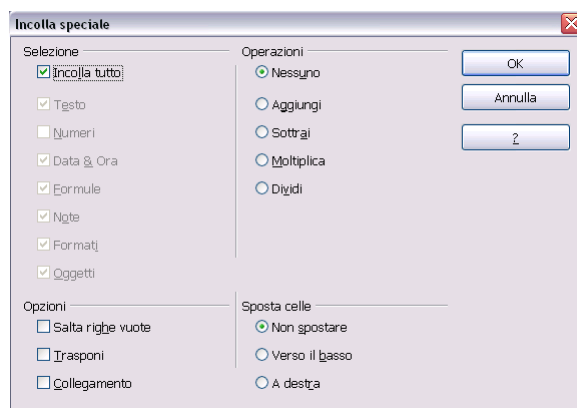 Incolla speciale
Selezione
Incolla tutto
Testo
Numeri
Data & Ora
Formule
Note
Formati
Oggetti
Operazioni
Nessuno
Aggiungi
Sottrai
Moltiplica
Dividi
OK
Annulla
?
Opzioni
Salta righe vuote
Trasponi
Collegamento
Sposta celle
Non spostare
Verso il basso
A destra